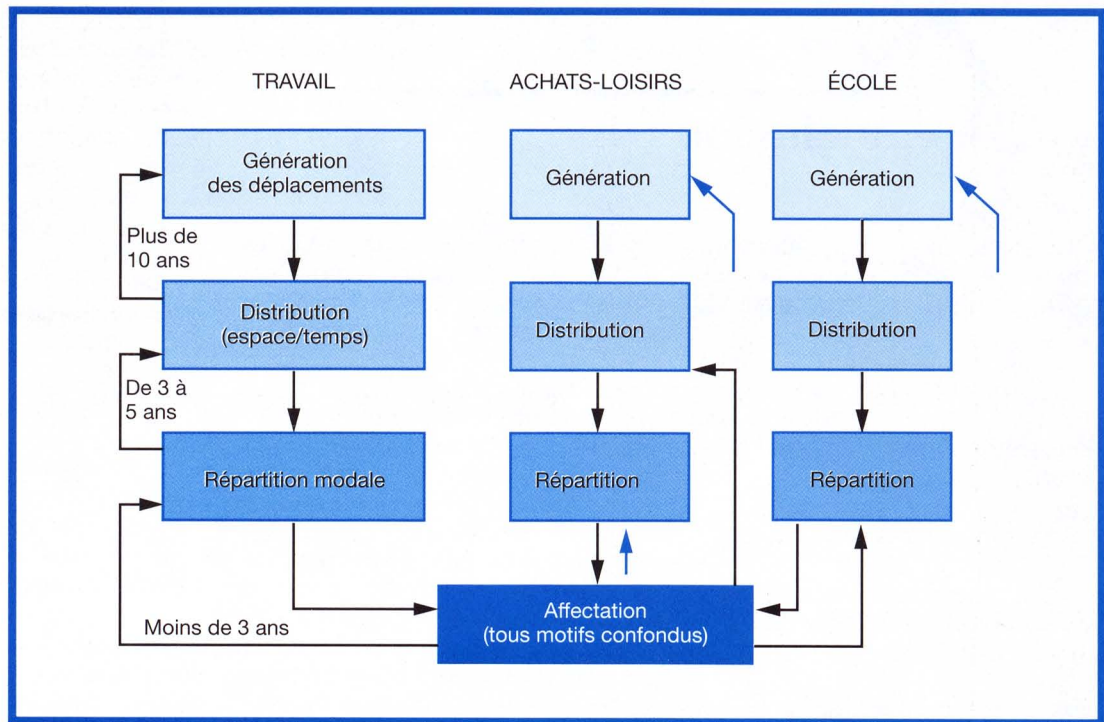 TRAVAIL
ACHATS-LOISIRS
ÉCOLE
Génération
des déplacements
Génération
Génération
Plus de
10 ans
Distribution
(espace/temps)
Distribution
Distribution
De 3 à
5 ans
Répartition modale
Répartition
Répartition
Moins de 3 ans
Affectation
(tous motifs confondus)